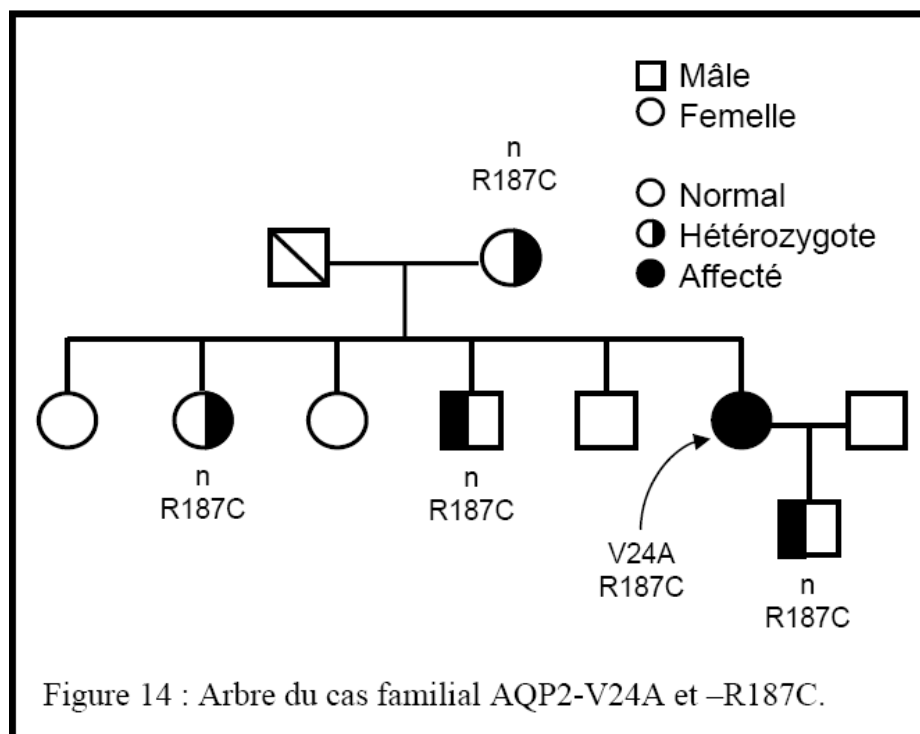 Mâle
Femelle
n
R187C
Normal
Hétérozygote
Affecté
n
R187C
n
R187C
V24A
R187C
n
R187C
Figure 14 : Arbre du cas familial AQP2-V24A et –R187C.